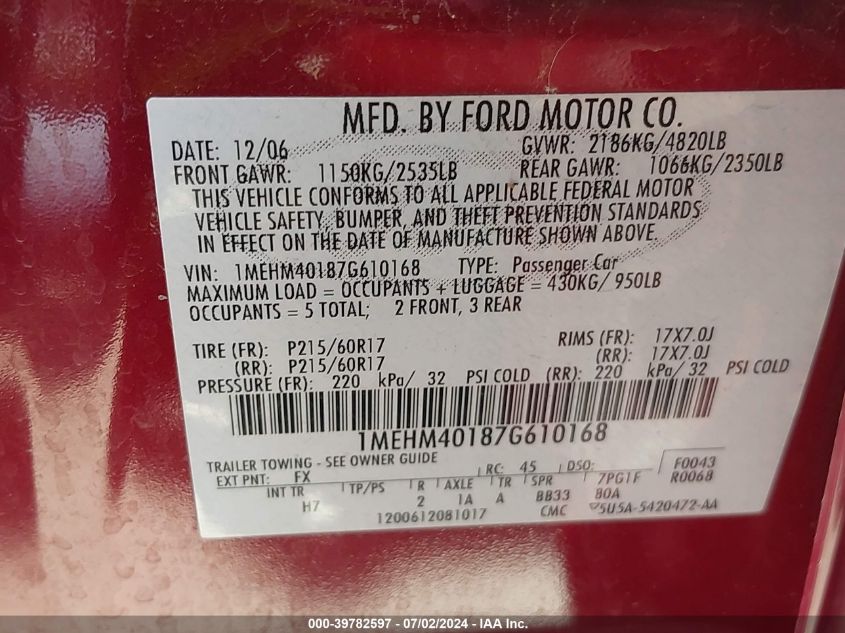 MFD. BY FORD MOTOR CO.
DATE: 12/06 GVWR: 2186KG/4820LB
FRONT GAWR: 1150KG/2535LB REAR GAWR: 1066KG/2350LB
THIS VEHICLE CONFORMS TO ALL APPLICABLE FEDERAL MOTOR
VEHICLE SAFETY, BUMPER, AND THEFT PREVENTION STANDARDS
IN EFFECT ON THE DATE OF MANUFACTURE SHOWN ABOVE.
VIN: 1MEHM40187G610168 TYPE: Passenger Car
MAXIMUM LOAD = OCCUPANTS + LUGGAGE = 430KG/ 950LB
OCCUPANTS = 5 TOTAL; 2 FRONT, 3 REAR
TIRE (FR): P215/60R17 RIMS (FR): 17X7.0J
(RR): P215/60R17 (RR): 17X7.0J
PRESSURE (FR): 220 kPa/ 32 PSI COLD (RR): 220 kPa/ 32 PSI COLD
1MEHM40187G610168
TRAILER TOWING - SEE OWNER GUIDE
EXT PNT: FX RC: 45 DSO: 7PG1F F0043
INT TR TP/PS R AXLE TR SPR R0068
H7 2 1A A BB33 80A
1200612081017 CMC 5U5A-5420472-AA
000-39782597 - 07/02/2024 - IAA Inc.